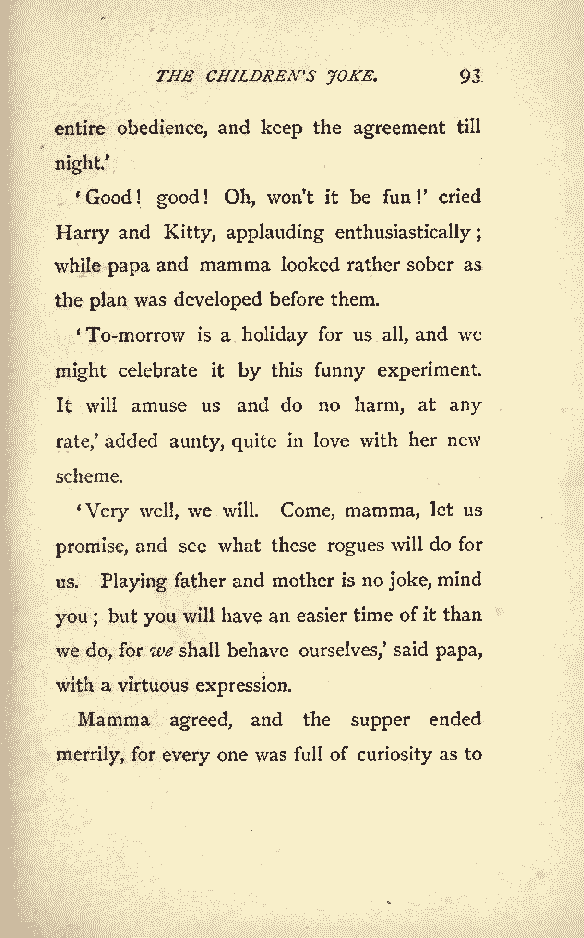 THE CHILDREN'S JOKE. 93
entire obedience, and keep the agreement till
night.'
'Good! good! Oh, won't it be fun!' cried
Harry and Kitty, applauding enthusiastically;
while papa and mamma looked rather sober as
the plan was developed before them.
'To-morrow is a holiday for us all, and we
might celebrate it by this funny experiment.
It will amuse us and do no harm, at any
rate,' added aunty, quite in love with her new
scheme.
'Very well, we will. Come, mamma, let us
promise, and see what these rogues will do for
us. Playing father and mother is no joke, mind
you; but you will have an easier time of it than
we do, for we shall behave ourselves,' said papa,
with a virtuous expression.
Mamma agreed, and the supper ended
merrily, for every one was full of curiosity as to